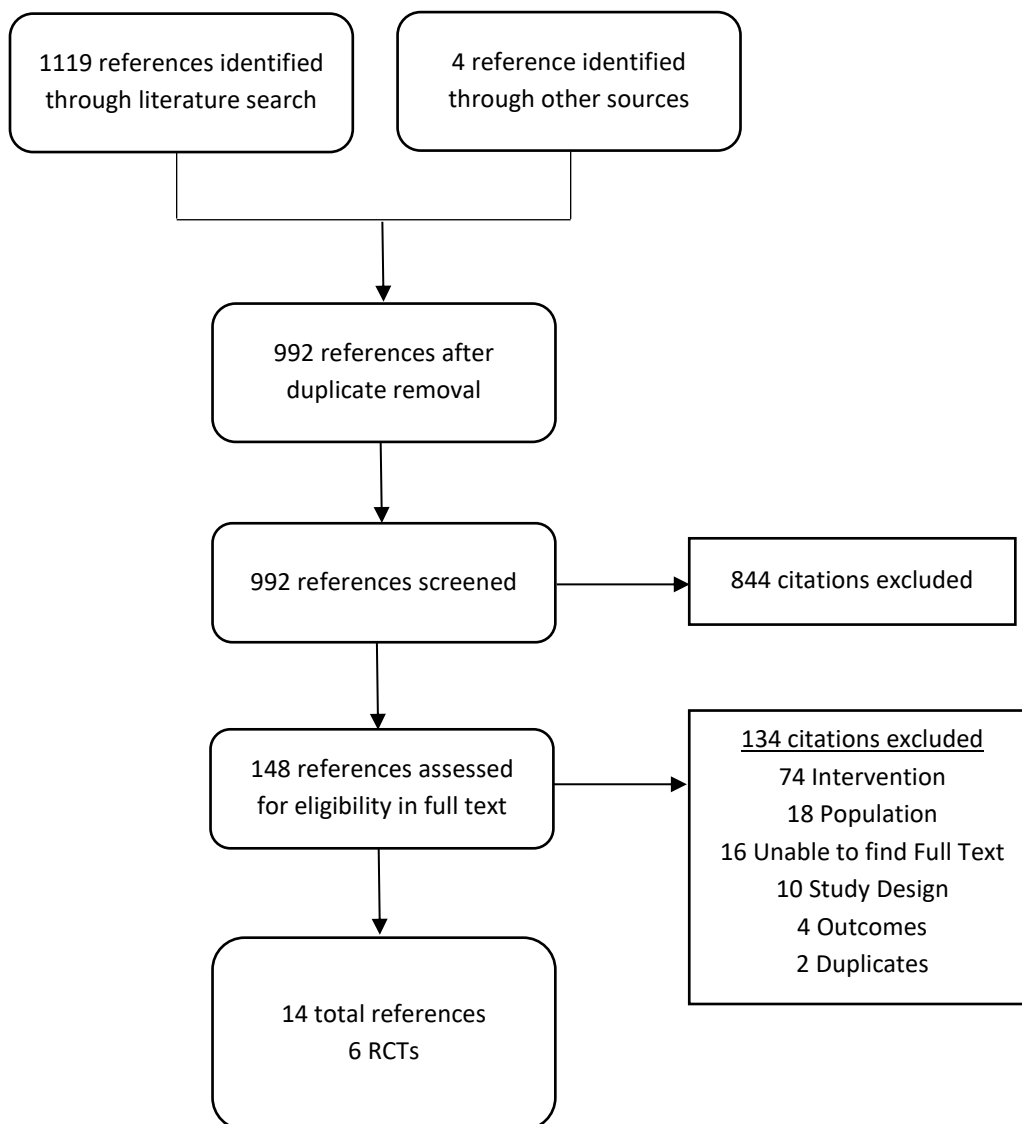 1119 references identified
through literature search
4 reference identified
through other sources
992 references after
duplicate removal
992 references screened
844 citations excluded
148 references assessed
for eligibility in full text
134 citations excluded
74 Intervention
18 Population
16 Unable to find Full Text
10 Study Design
4 Outcomes
2 Duplicates
14 total references
6 RCTs